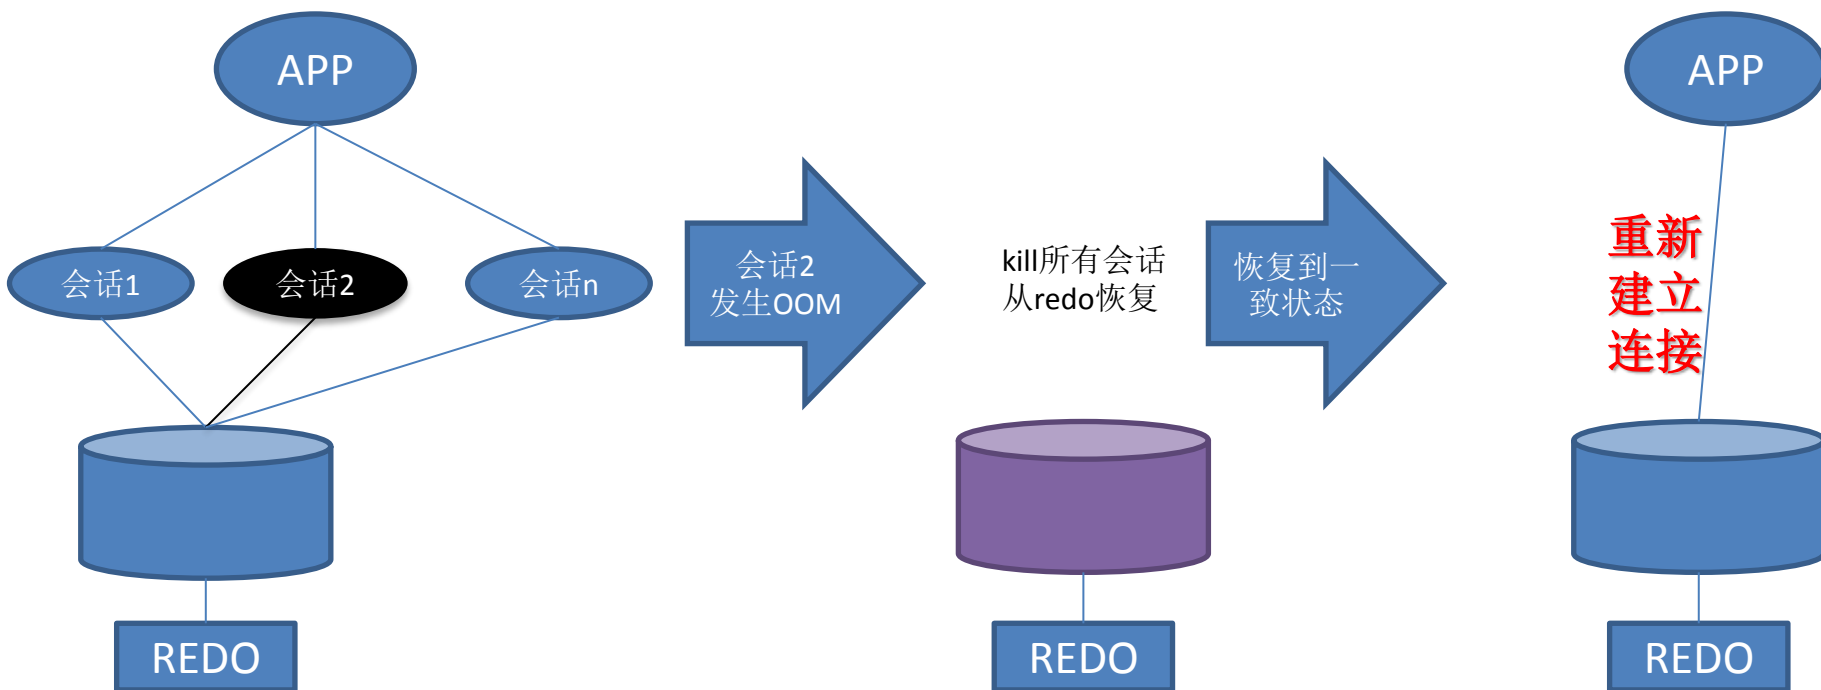 APP
会话1
会话2
会话n
REDO
会话2
发生OOM
kill所有会话
从redo恢复
REDO
恢复到一
致状态
APP
重新
建立
连接
REDO